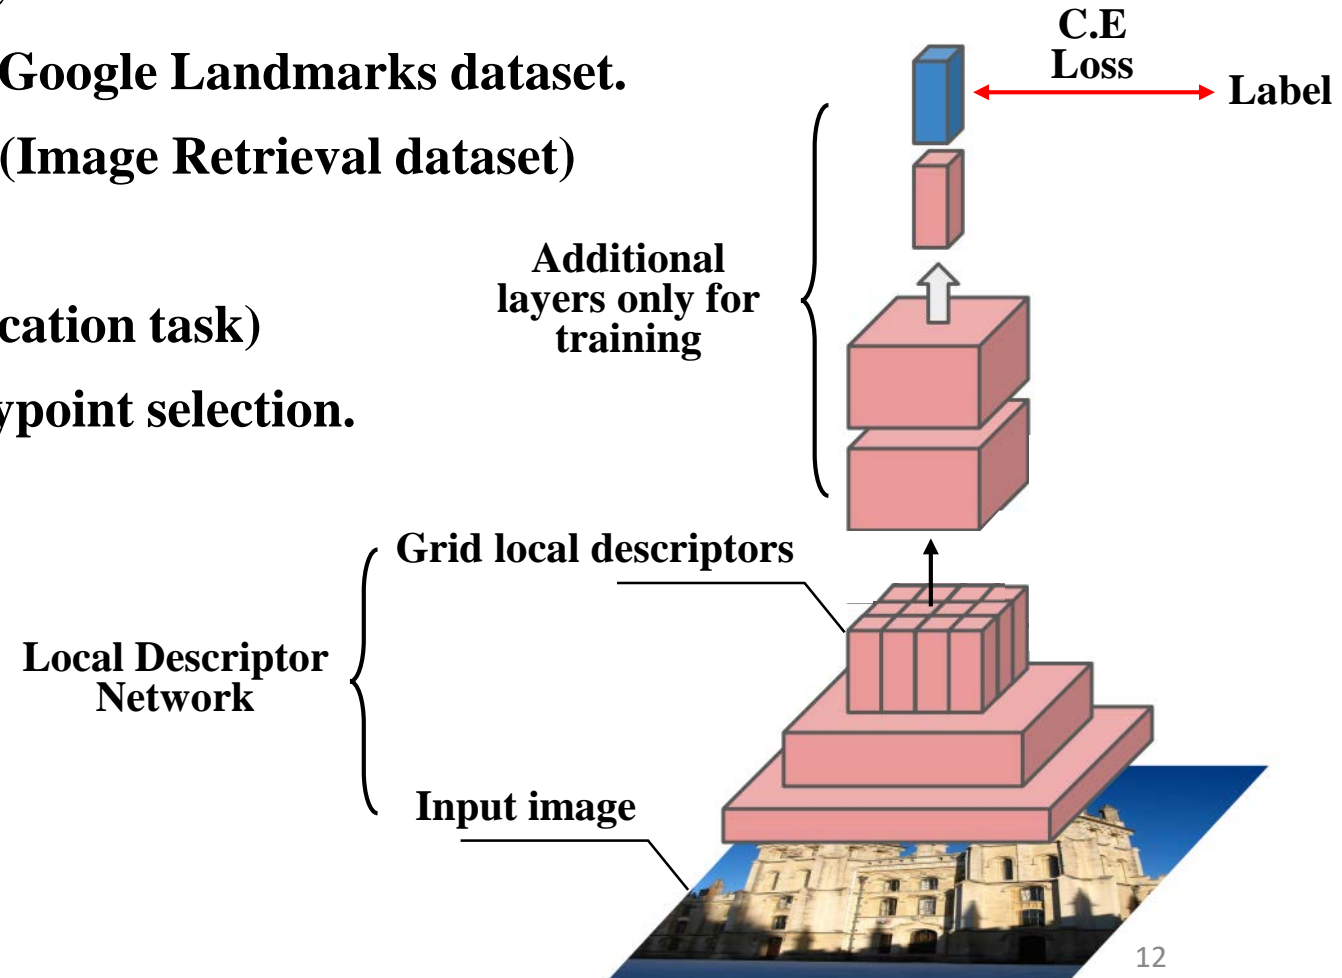 Google Landmarks dataset.
(Image Retrieval dataset)
cation task)
ypoint selection.
C.E
Loss
Label
Additional
layers only for
training
Grid local descriptors
Local Descriptor
Network
Input image
12